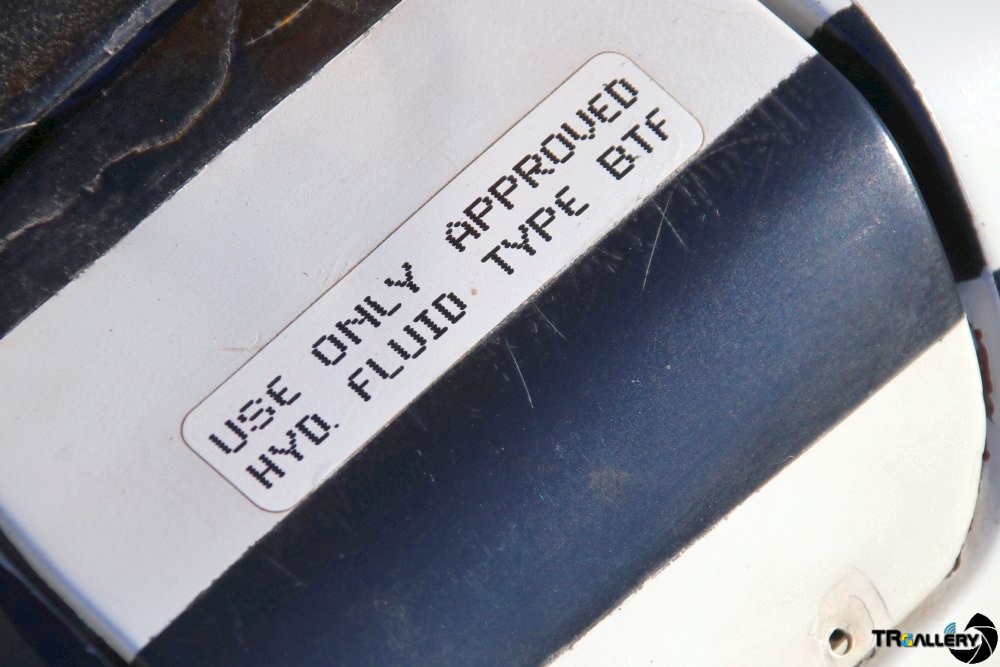 USE ONLY APPROVED
HYD. FLUID TYPE BTF
TRGALLERY